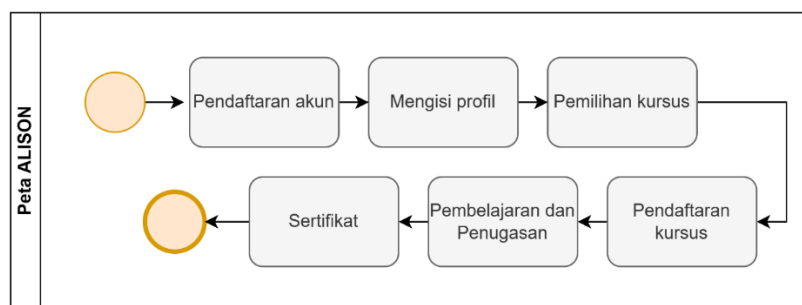 Peta ALISON
Pendaftaran akun
Mengisi profil
Pemilihan kursus
Pendaftaran
kursus
Pembelajaran dan
Penugasan
Sertifikat